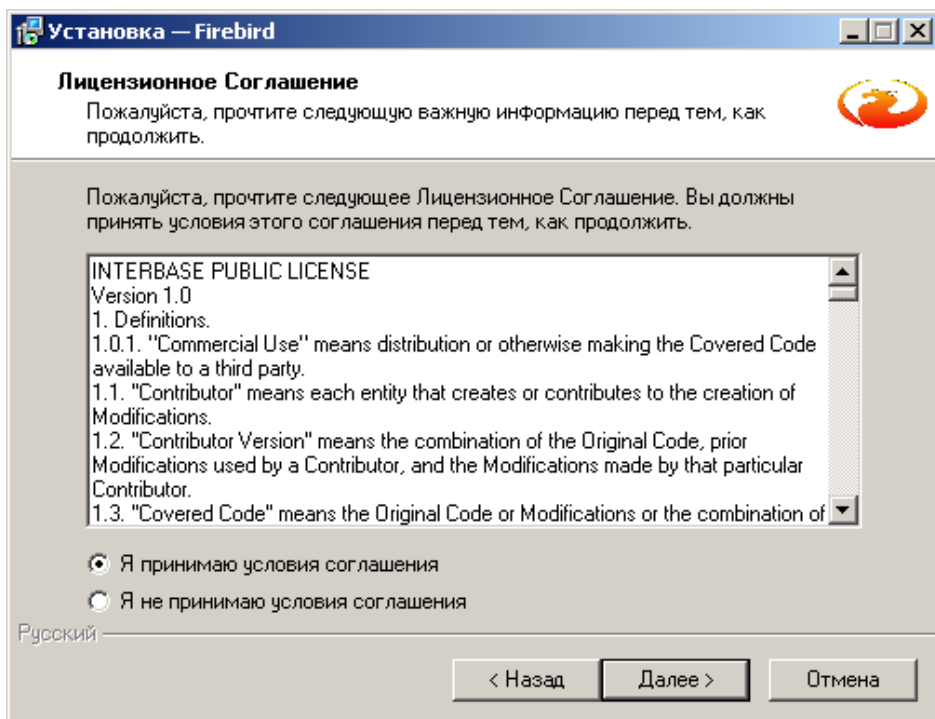 Установка — Firebird
Лицензионное Соглашение
Пожалуйста, прочтите следующую важную информацию перед тем, как
продолжить.
Пожалуйста, прочтите следующее Лицензионное Соглашение. Вы должны
принять условия этого соглашения перед тем, как продолжить.
INTERBASE PUBLIC LICENSE
Version 1.0
1. Definitions.
1.0.1. "Commercial Use" means distribution or otherwise making the Covered Code
available to a third party.
1.1. "Contributor" means each entity that creates or contributes to the creation of
Modifications.
1.2. "Contributor Version" means the combination of the Original Code, prior
Modifications used by a Contributor, and the Modifications made by that particular
Contributor.
1.3. "Covered Code" means the Original Code or Modifications or the combination of
Я принимаю условия соглашения
Я не принимаю условия соглашения
Русский
< Назад Далее > Отмена